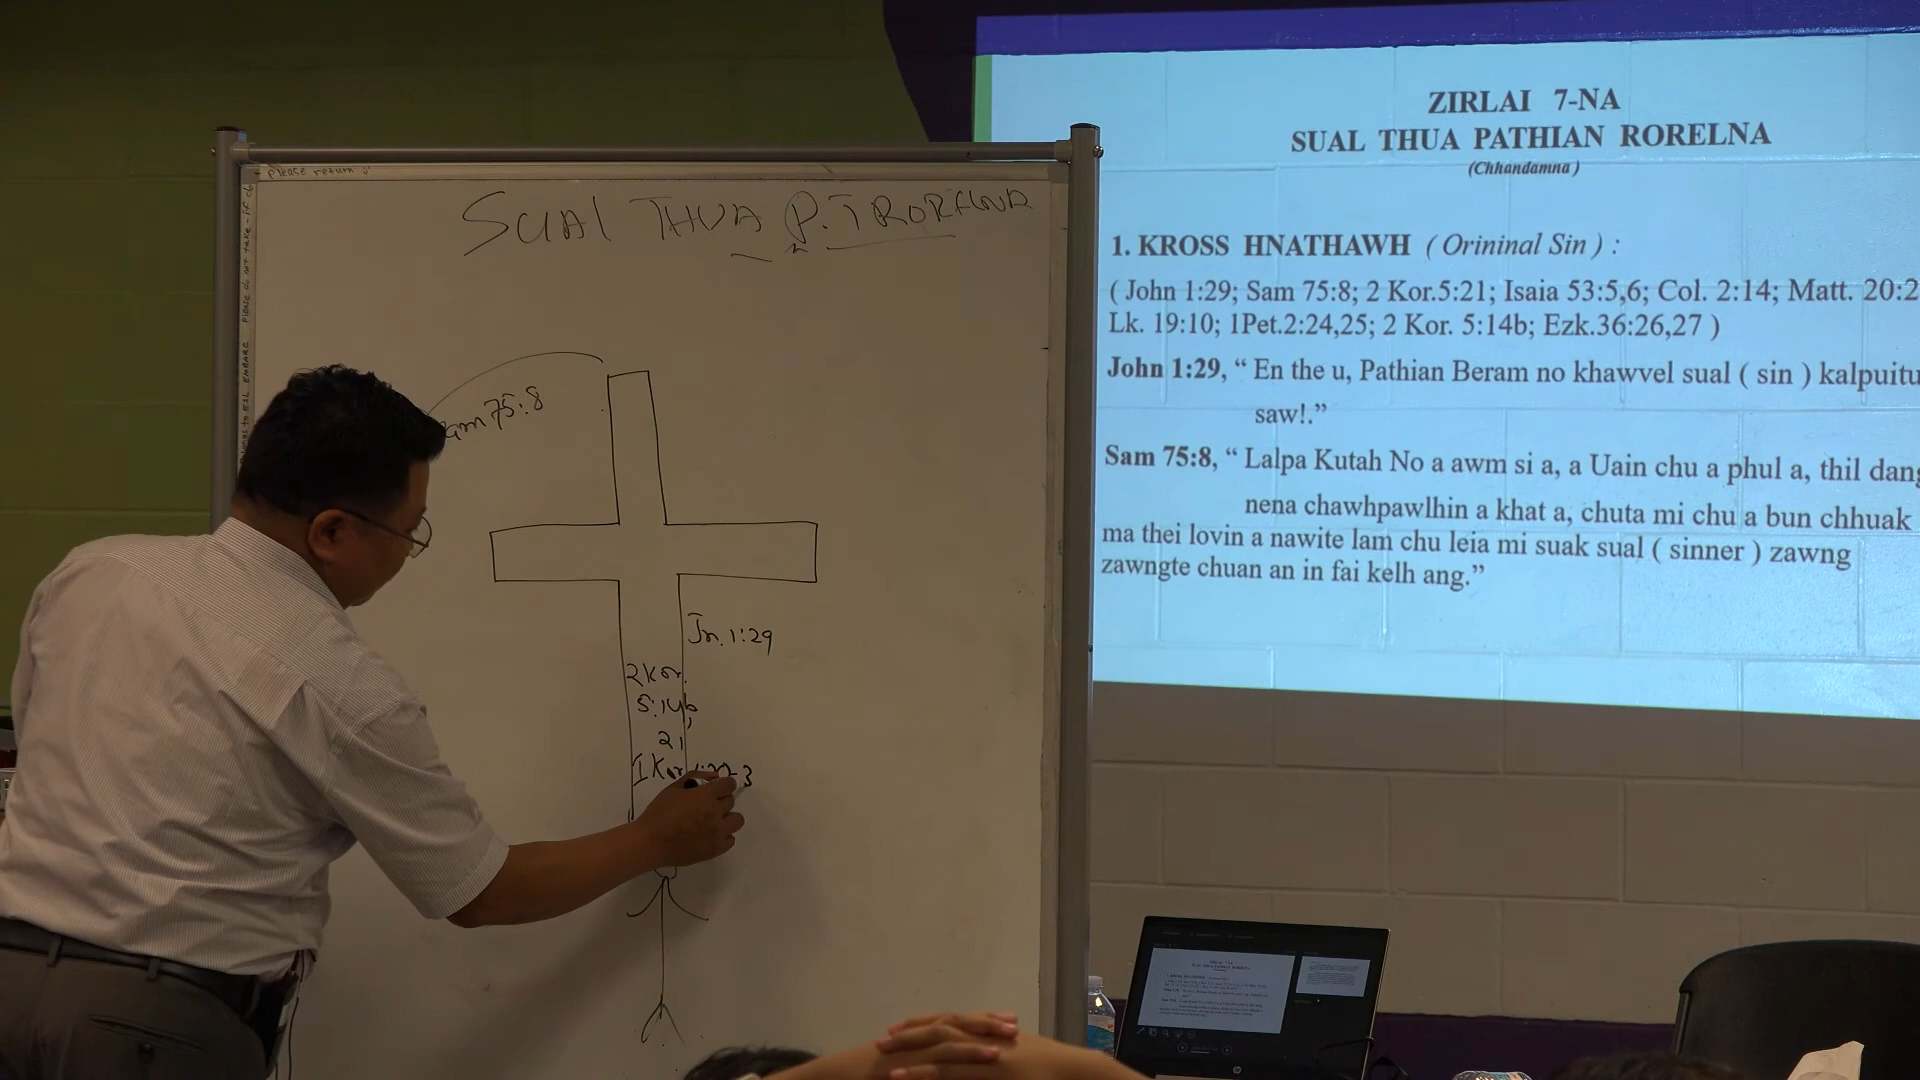 Please return
SUAL THUA P. T RORELNA
Sam 75:8
Jn. 1:29
2 Kor.
5:14b,
21
I Kor
ZIRLAI 7-NA
SUAL THUA PATHIAN RORELNA
(Chhandamna)
1. KROSS HNATHAWH ( Orininal Sin ) :
( John 1:29; Sam 75:8; 2 Kor.5:21; Isaia 53:5,6; Col. 2:14; Matt. 20:2
Lk. 19:10; 1Pet.2:24,25; 2 Kor. 5:14b; Ezk.36:26,27 )
John 1:29, “ En the u, Pathian Beram no khawvel sual ( sin ) kalpuitu
saw!.”
Sam 75:8, “ Lalpa Kutah No a awm si a, a Uain chu a phul a, thil dang
nena chawhpawlhin a khat a, chuta mi chu a bun chhuak
ma thei lovin a nawite lam chu leia mi suak sual ( sinner ) zawng
zawngte chuan an in fai kelh ang.”